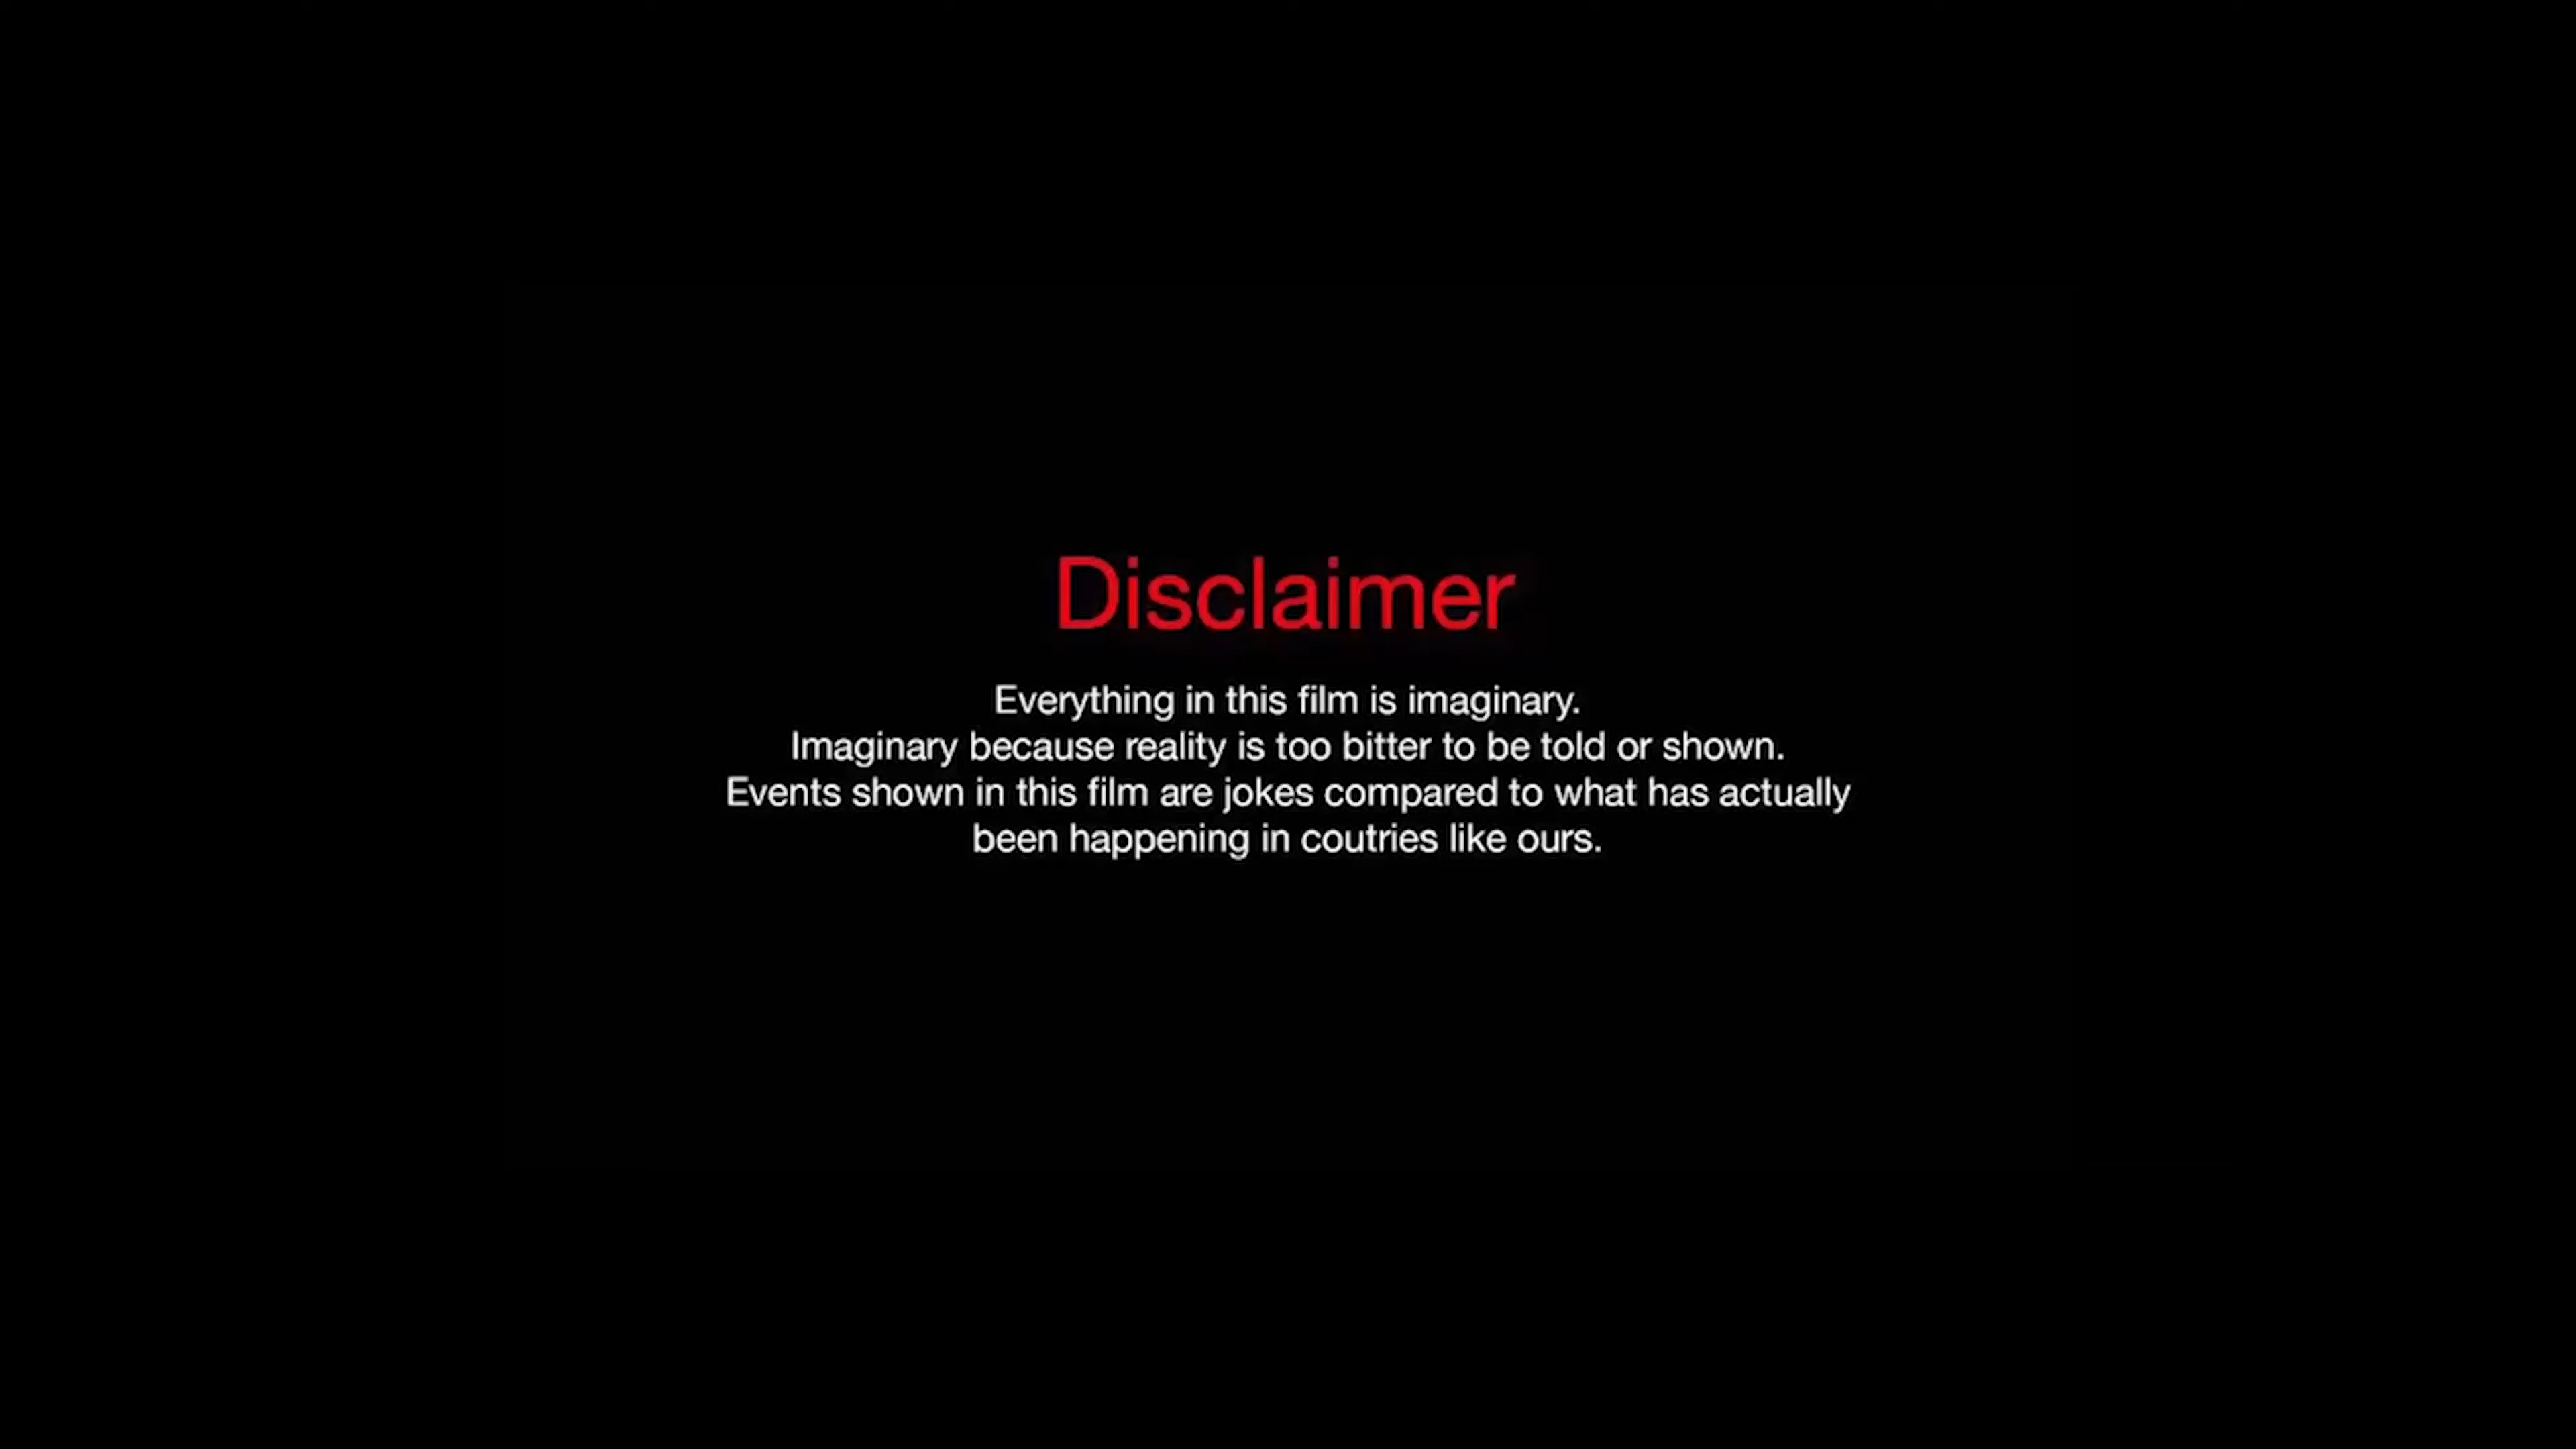 Disclaimer
Everything in this film is imaginary.
Imaginary because reality is too bitter to be told or shown.
Events shown in this film are jokes compared to what has actually
been happening in coutries like ours.